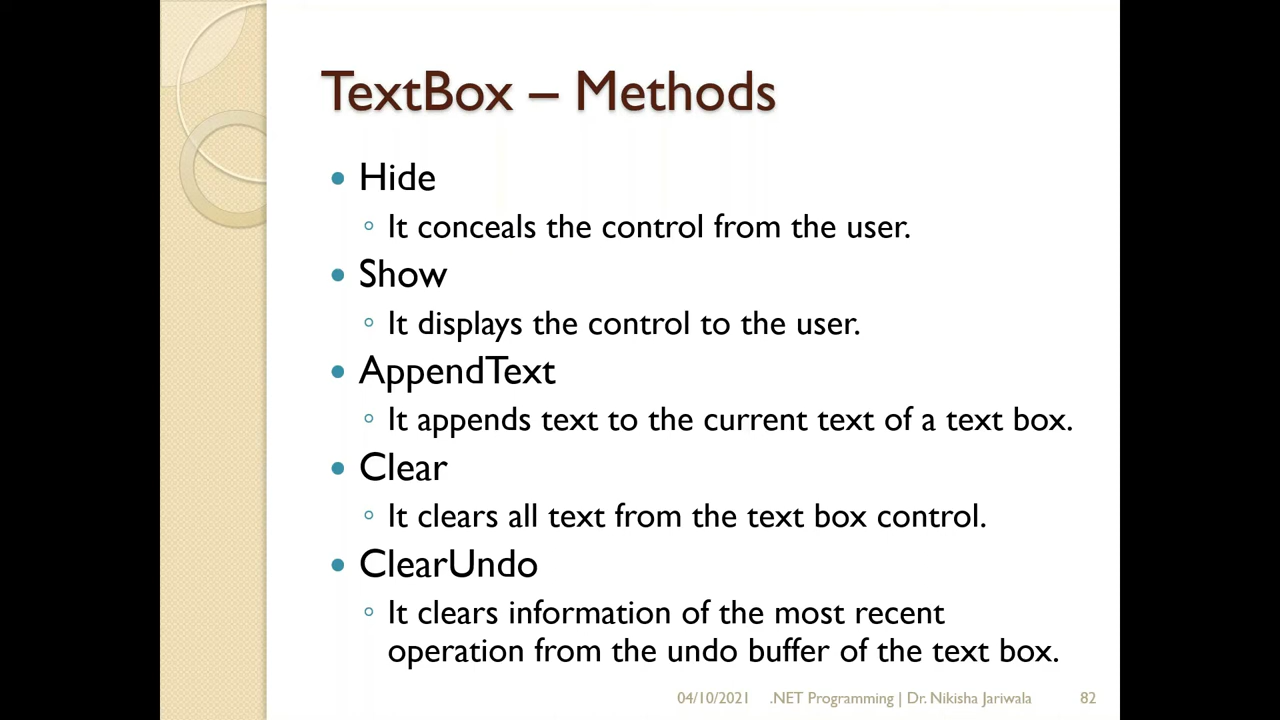 TextBox – Methods
• Hide
◦ It conceals the control from the user.
• Show
◦ It displays the control to the user.
• AppendText
◦ It appends text to the current text of a text box.
• Clear
◦ It clears all text from the text box control.
• ClearUndo
◦ It clears information of the most recent
operation from the undo buffer of the text box.
04/10/2021 .NET Programming | Dr. Nikisha Jariwala 82